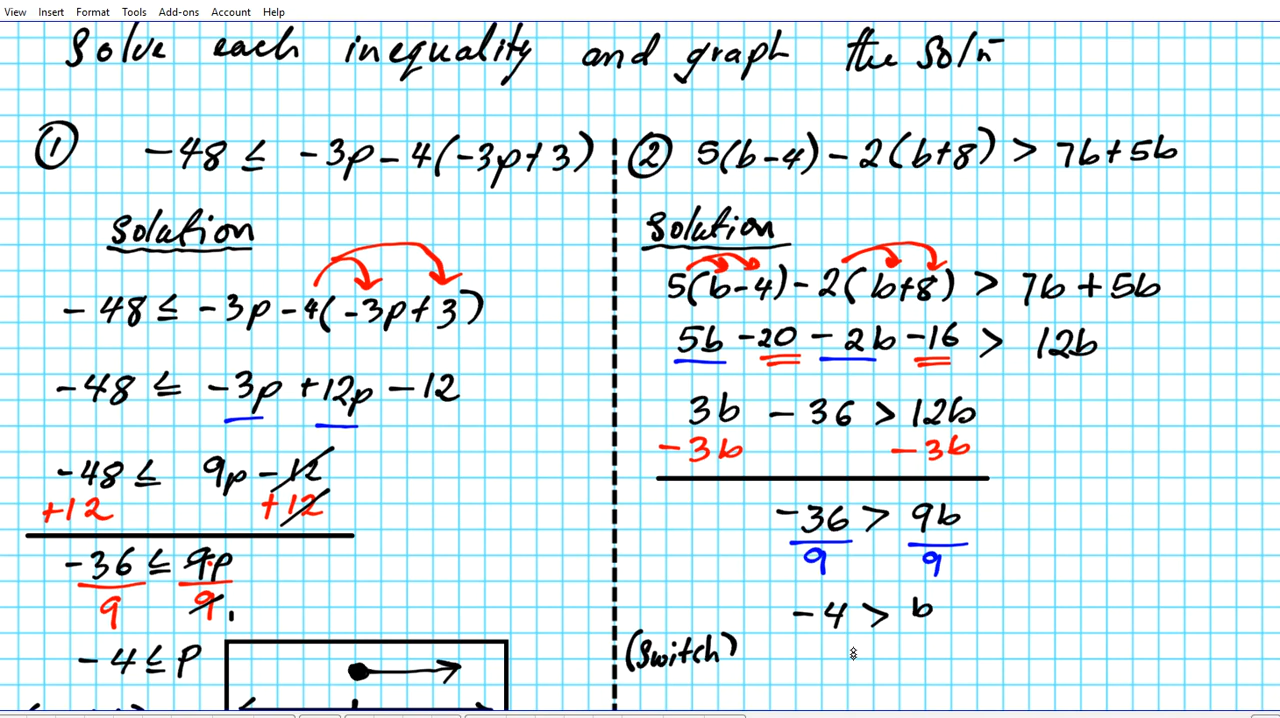 View Insert Format Tools Add-ons Account Help
Solve each inequality and graph the Solñ
① -48 ≤ -3p - 4(-3p+3)
Solution
-48 ≤ -3p - 4(-3p+3)
-48 ≤ -3p +12p -12
-48 ≤ 9p -12
+12 +12
-36 ≤ 9p
9 9
-4 ≤ p
② 5(b-4) - 2(b+8) > 7b+5b
Solution
5(b-4) - 2(b+8) > 7b + 5b
5b -20 - 2b -16 > 12b
3b - 36 > 12b
-3b -3b
-36 > 9b
9 9
-4 > b
(Switch)